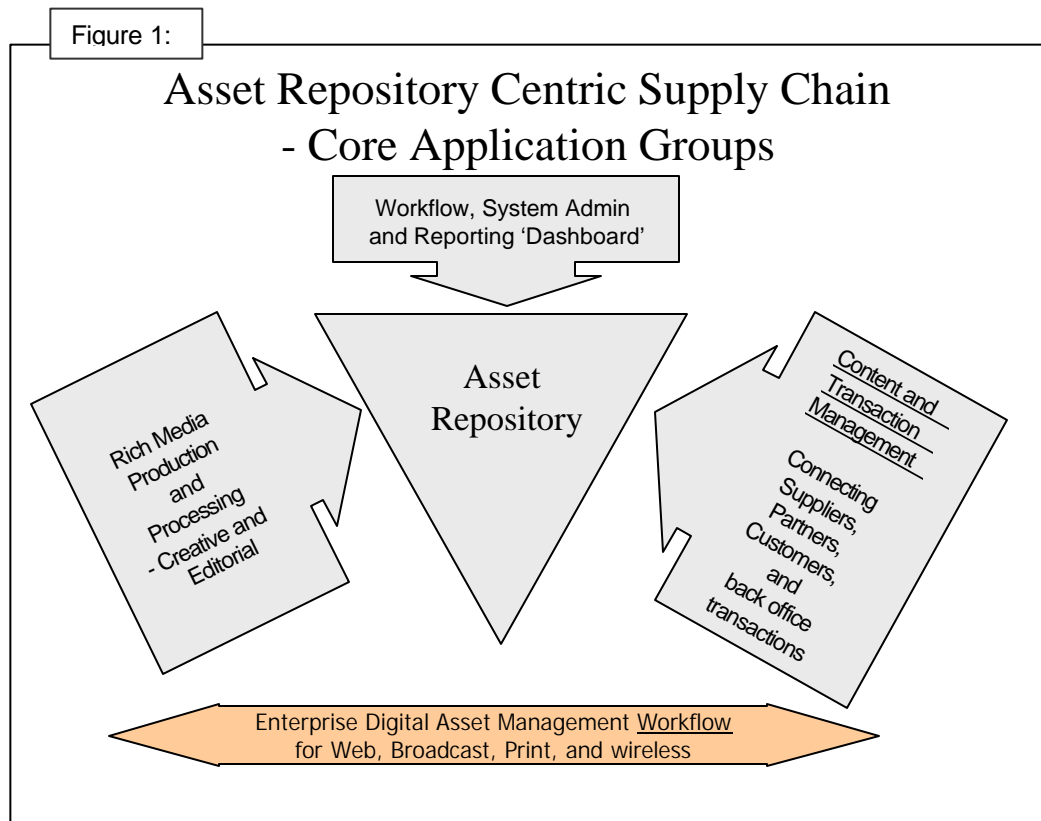 Figure 1:
Asset Repository Centric Supply Chain
- Core Application Groups
Workflow, System Admin
and Reporting ‘Dashboard’
Asset
Repository
Rich Media
Production
and
Processing
- Creative and
Editorial
Content and
Transaction
Management
Connecting
Suppliers,
Partners,
Customers,
and
back office
transactions
Enterprise Digital Asset Management Workflow
for Web, Broadcast, Print, and wireless